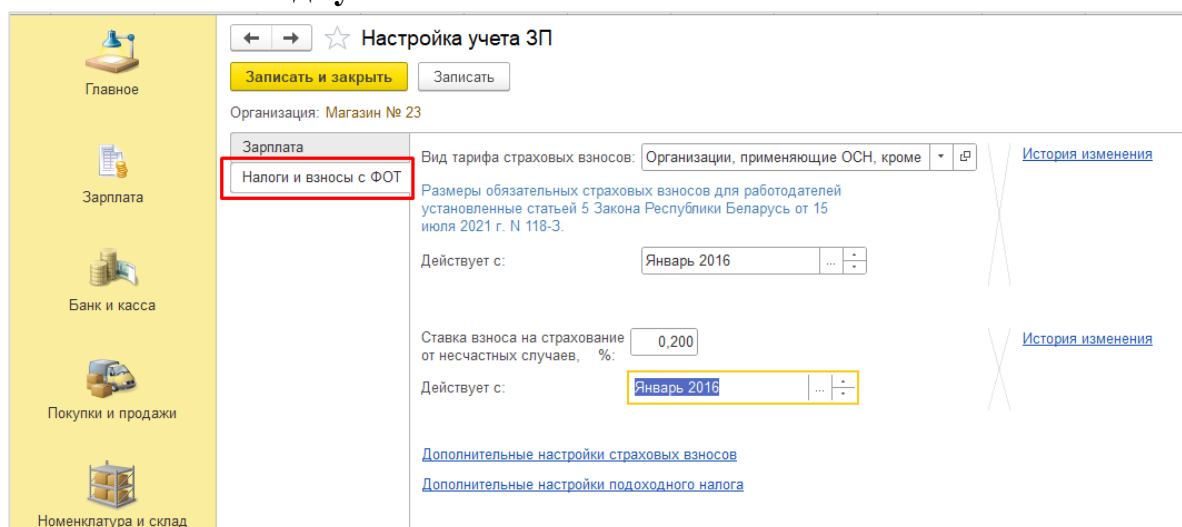 Главное
Зарплата
Банк и касса
Покупки и продажи
Номенклатура и склад
Настройка учета ЗП
Записать и закрыть
Записать
Организация: Магазин № 23
Зарплата
Налоги и взносы с ФОТ
Вид тарифа страховых взносов: Организации, применяющие ОСН, кроме
История изменения
Размеры обязательных страховых взносов для работодателей
установленные статьей 5 Закона Республики Беларусь от 15
июля 2021 г. N 118-З.
Действует с: Январь 2016 ...
Ставка взноса на страхование
от несчастных случаев, %: 0,200
История изменения
Действует с: Январь 2016 ...
Дополнительные настройки страховых взносов
Дополнительные настройки подоходного налога